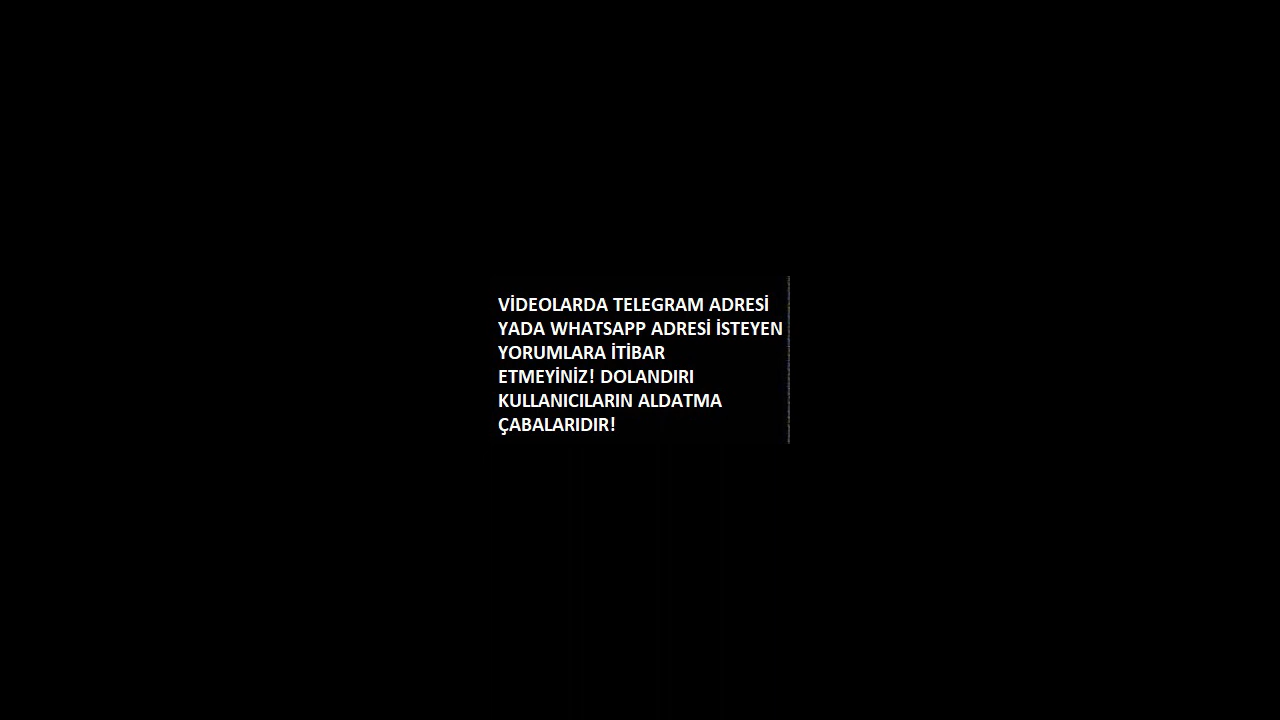 VİDEOLARDA TELEGRAM ADRESİ
YADA WHATSAPP ADRESİ İSTEYEN
YORUMLARA İTİBAR
ETMEYİNİZ! DOLANDIRI
KULLANICILARIN ALDATMA
ÇABALARIDIR!